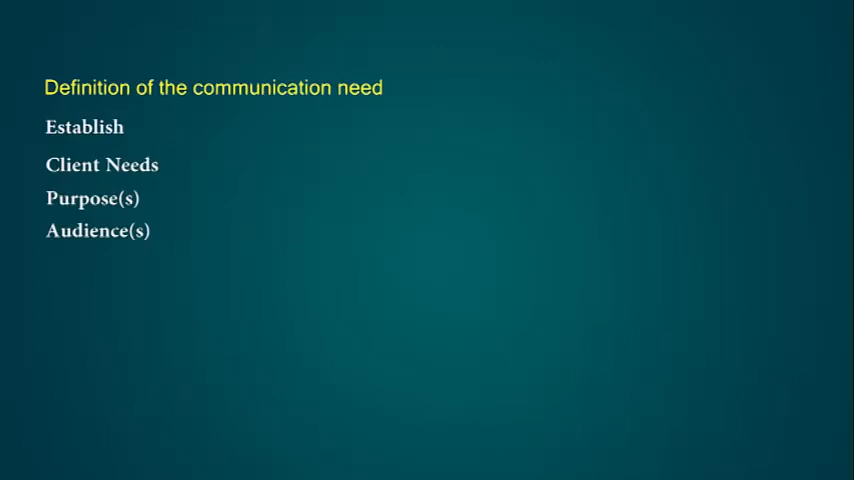 Definition of the communication need
Establish
Client Needs
Purpose(s)
Audience(s)